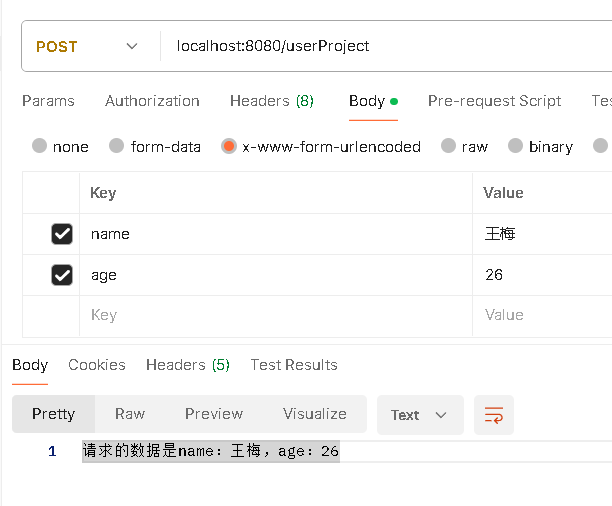 POST localhost:8080/userProject
Params Authorization Headers (8) Body Pre-request Script Tes
none form-data x-www-form-urlencoded raw binary
Key Value
name 王梅
age 26
Key Value
Body Cookies Headers (5) Test Results
Pretty Raw Preview Visualize Text
1 请求的数据是name：王梅，age：26